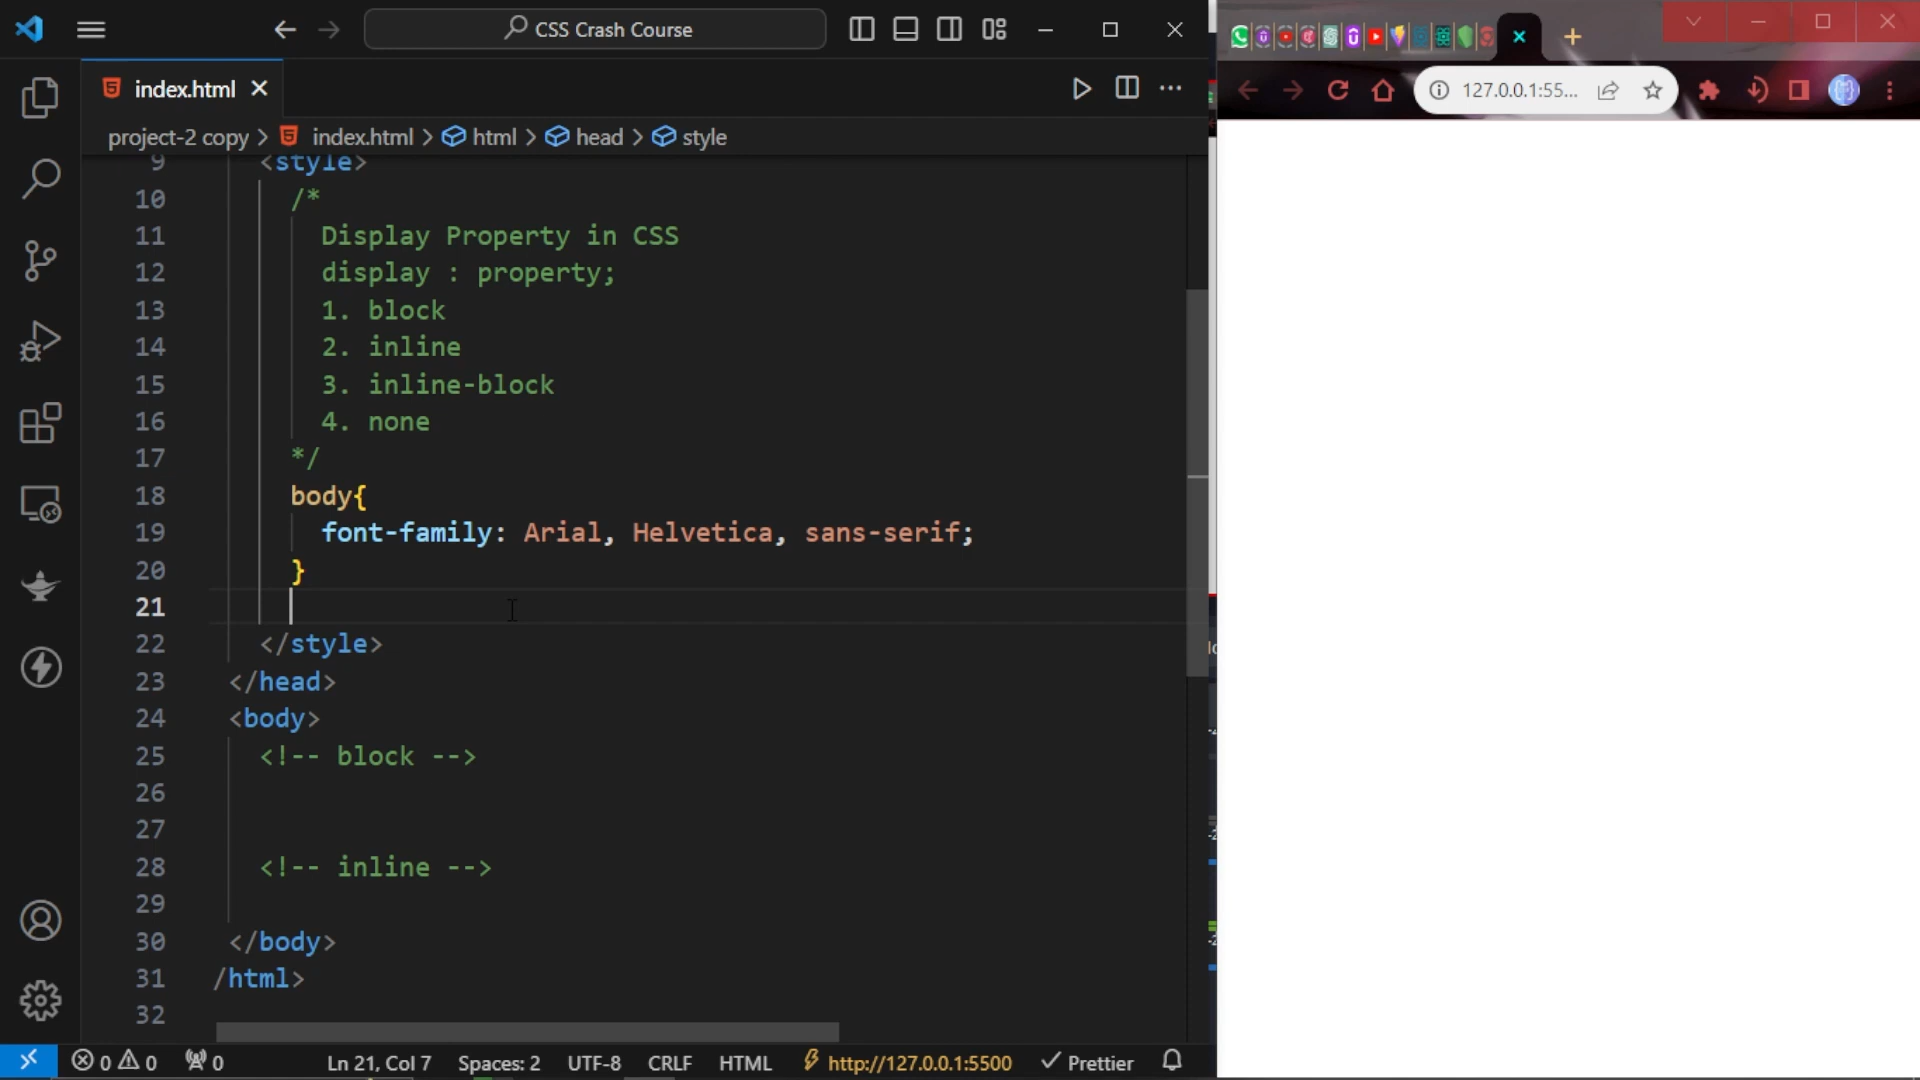 CSS Crash Course
index.html
project-2 copy > index.html > html > head > style
127.0.0.1:55...
9 <style>
10 /*
11 Display Property in CSS
12 display : property;
13 1. block
14 2. inline
15 3. inline-block
16 4. none
17 */
18 body{
19 font-family: Arial, Helvetica, sans-serif;
20 }
21
22 </style>
23 </head>
24 <body>
25 <!-- block -->
26
27
28 <!-- inline -->
29
30 </body>
31 /html>
32
0 0 0 Ln 21, Col 7 Spaces: 2 UTF-8 CRLF HTML http://127.0.0.1:5500 Prettier